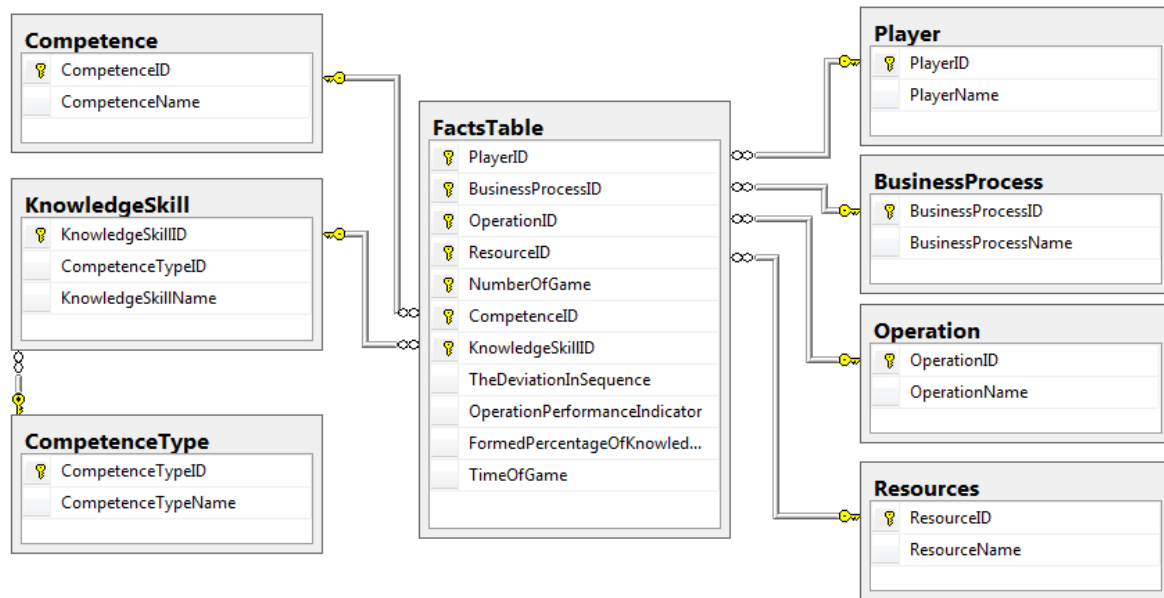 Competence
CompetenceID
CompetenceName
KnowledgeSkill
KnowledgeSkillID
CompetenceTypeID
KnowledgeSkillName
CompetenceType
CompetenceTypeID
CompetenceTypeName
FactsTable
PlayerID
BusinessProcessID
OperationID
ResourceID
NumberOfGame
CompetenceID
KnowledgeSkillID
TheDeviationInSequence
OperationPerformanceIndicator
FormedPercentageOfKnowled...
TimeOfGame
Player
PlayerID
PlayerName
BusinessProcess
BusinessProcessID
BusinessProcessName
Operation
OperationID
OperationName
Resources
ResourceID
ResourceName